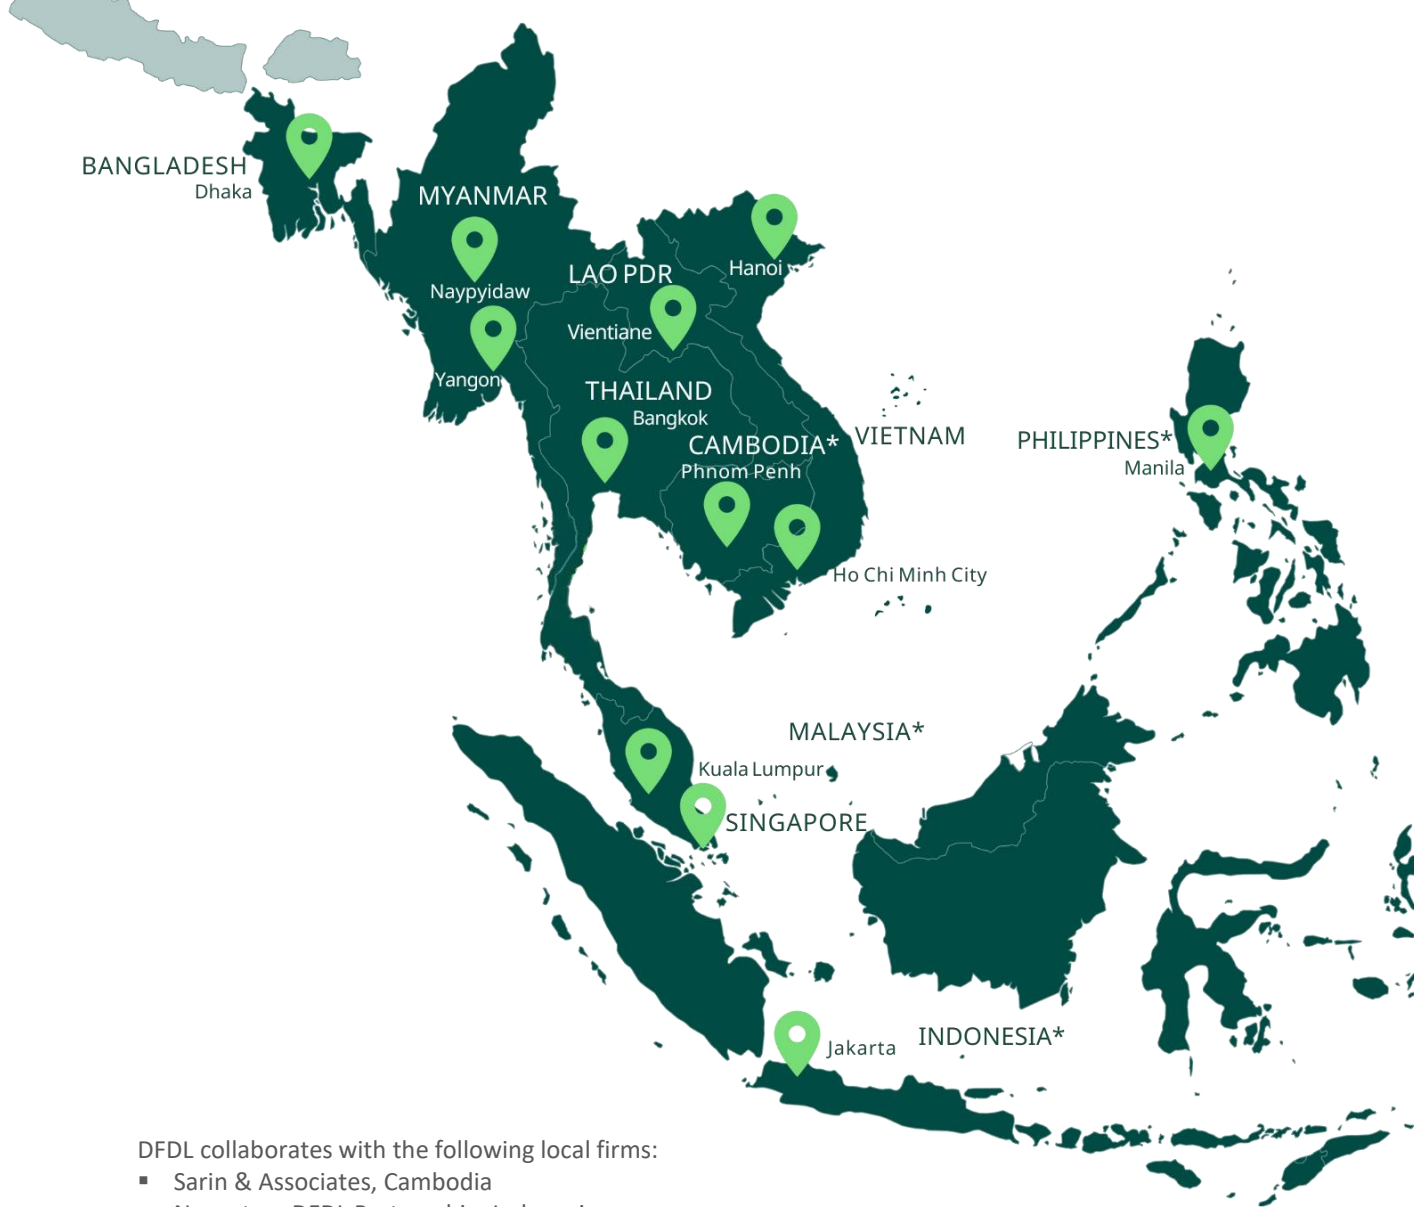 BANGLADESH
Dhaka
MYANMAR
Naypyidaw
Yangon
LAO PDR
Vientiane
Hanoi
THAILAND
Bangkok
CAMBODIA*
Phnom Penh
VIETNAM
Ho Chi Minh City
PHILIPPINES*
Manila
MALAYSIA*
Kuala Lumpur
SINGAPORE
Jakarta
INDONESIA*
DFDL collaborates with the following local firms:
▪ Sarin & Associates, Cambodia